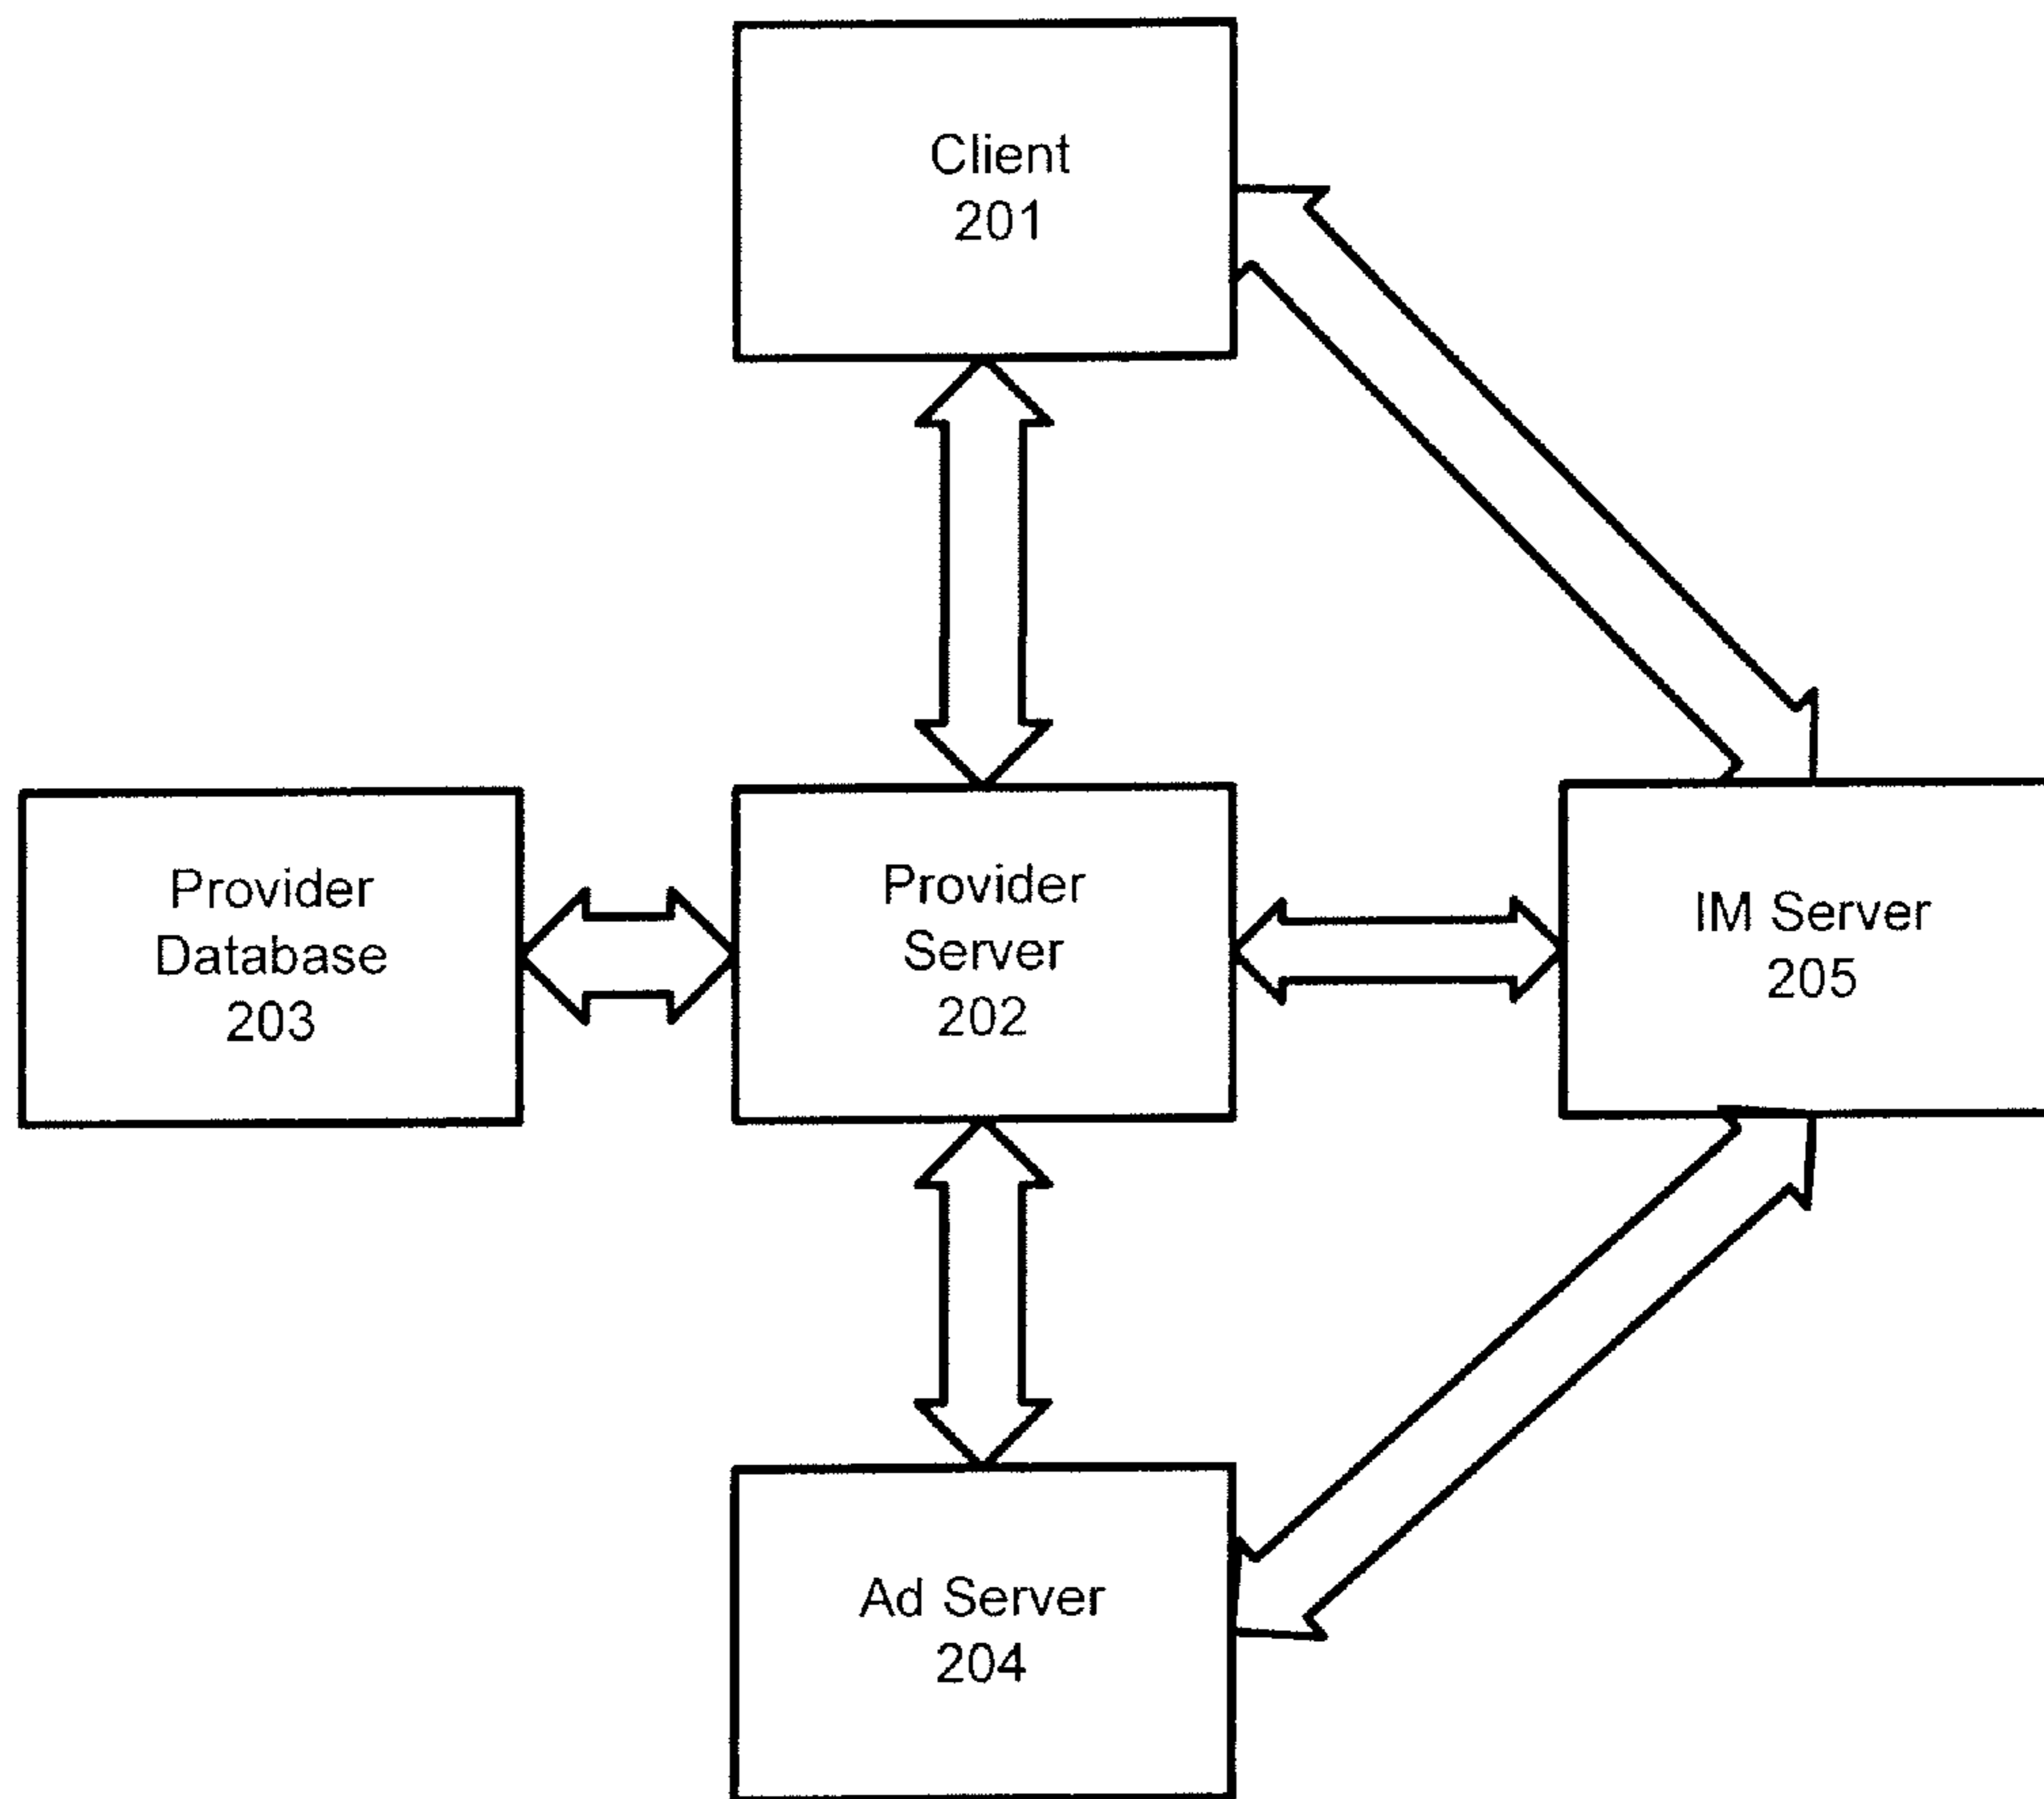 Client
201
Provider
Database
203
Provider
Server
202
IM Server
205
Ad Server
204